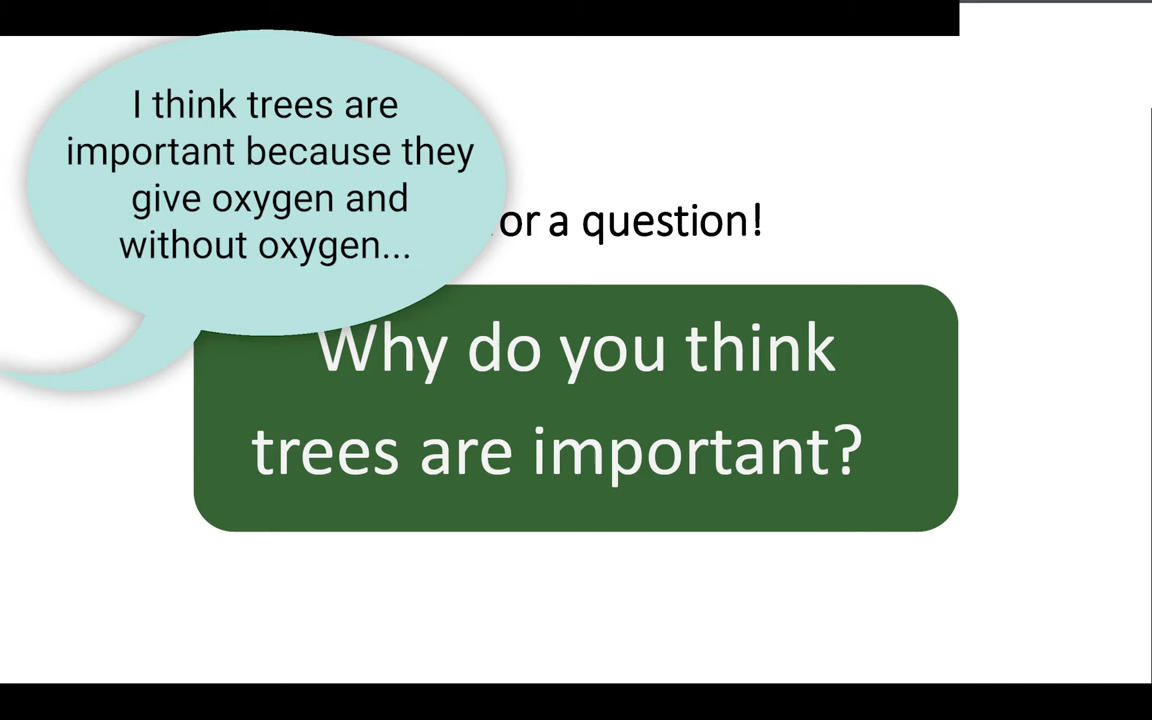 I think trees are
important because they
give oxygen and
without oxygen...
or a question!
Why do you think
trees are important?